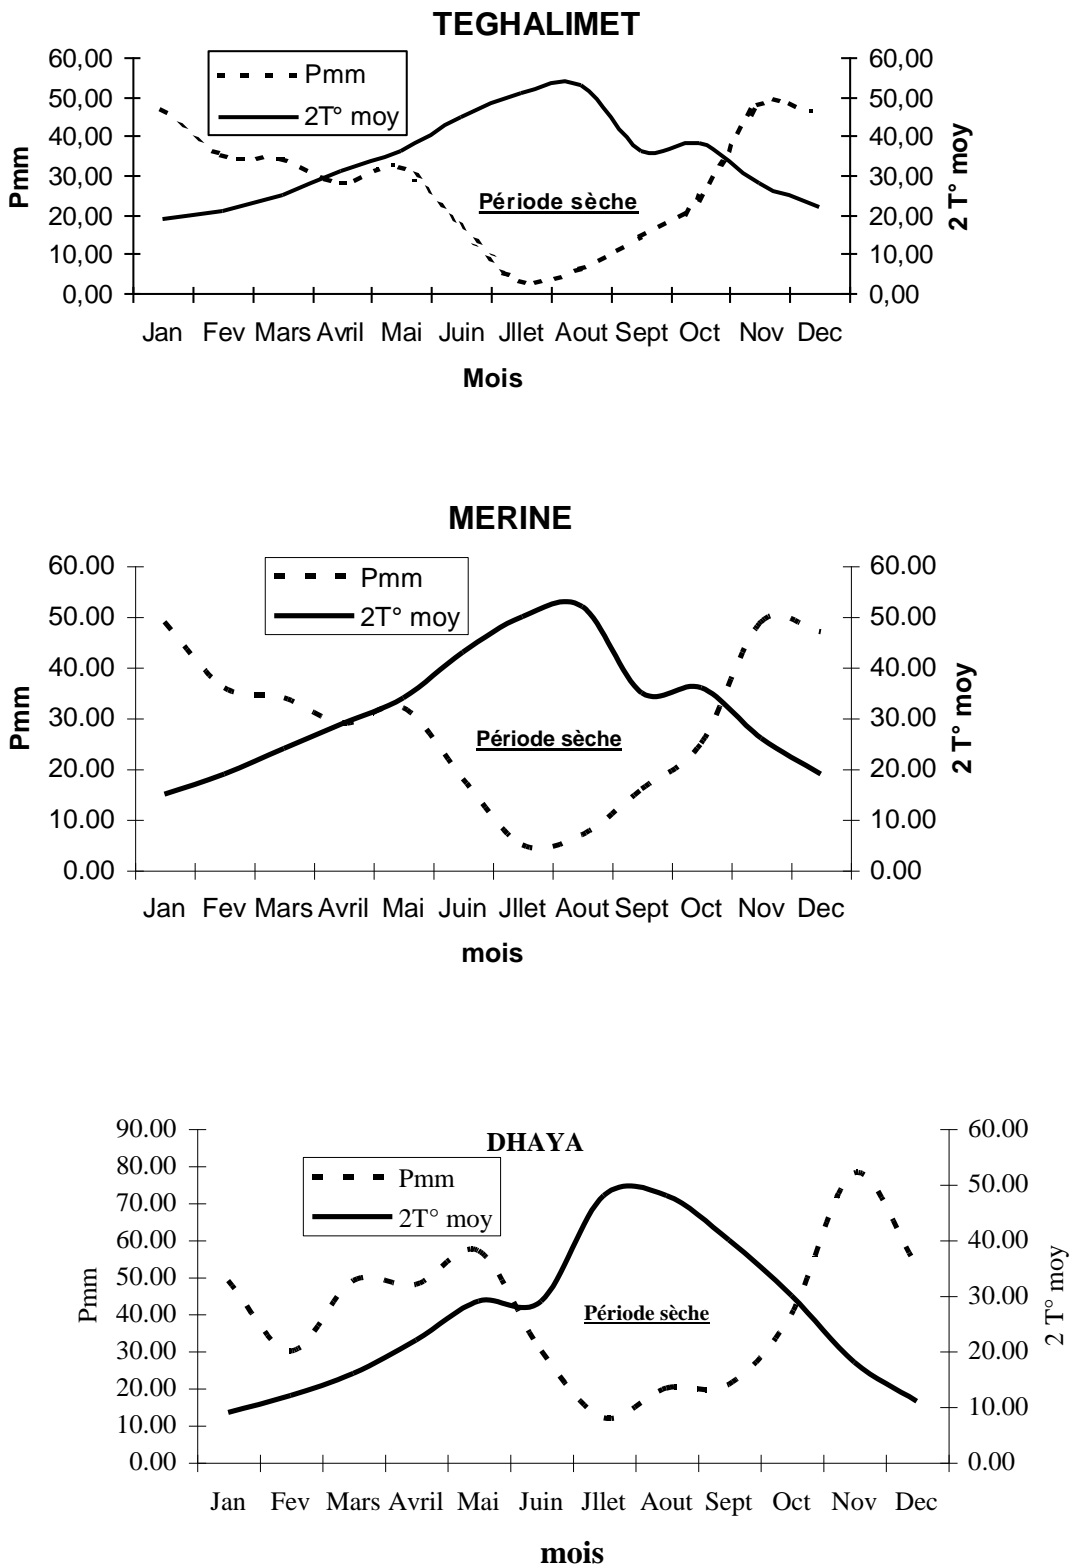 TEGHALIMET
60,00 60,00
Pmm
50,00 50,00
2T° moy
40,00 40,00
30,00 30,00
Pmm
2 T° moy
Période sèche
20,00 20,00
10,00 10,00
0,00 0,00
Jan Fev Mars Avril Mai Juin Jllet Aout Sept Oct Nov Dec
Mois
MERINE
60.00 60.00
Pmm
50.00 50.00
2T° moy
40.00 40.00
30.00 30.00
Pmm
2 T° moy
Période sèche
20.00 20.00
10.00 10.00
0.00 0.00
Jan Fev Mars Avril Mai Juin Jllet Aout Sept Oct Nov Dec
mois
90.00 60.00
DHAYA
80.00
Pmm
50.00
70.00
2T° moy
60.00 40.00
50.00
Pmm
2 T° moy
30.00
40.00
Période sèche
30.00 20.00
20.00
10.00
10.00
0.00 0.00
Jan Fev Mars Avril Mai Juin Jllet Aout Sept Oct Nov Dec
mois